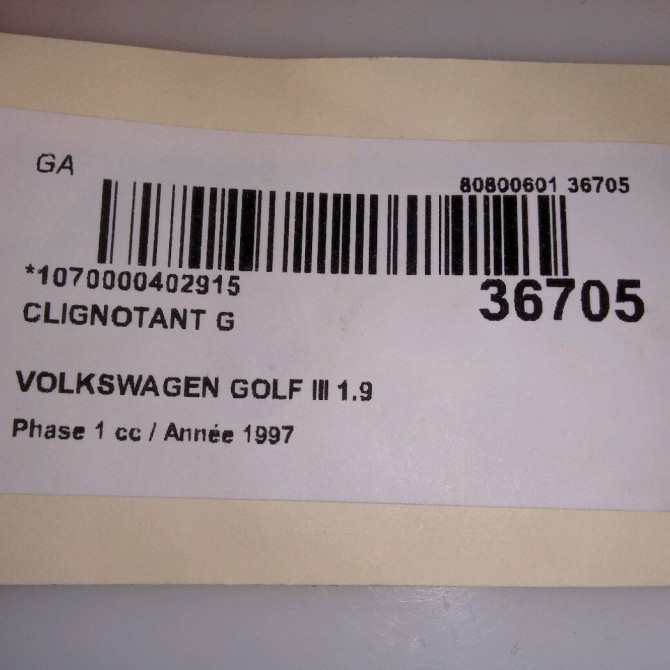 GA
80800601 36705
*1070000402915
36705
CLIGNOTANT G
VOLKSWAGEN GOLF III 1.9
Phase 1 cc / Année 1997